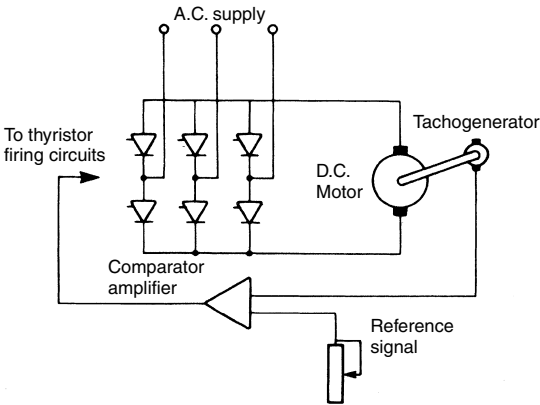 A.C. supply
Tachogenerator
To thyristor
firing circuits
D.C.
Motor
Comparator
amplifier
Reference
signal